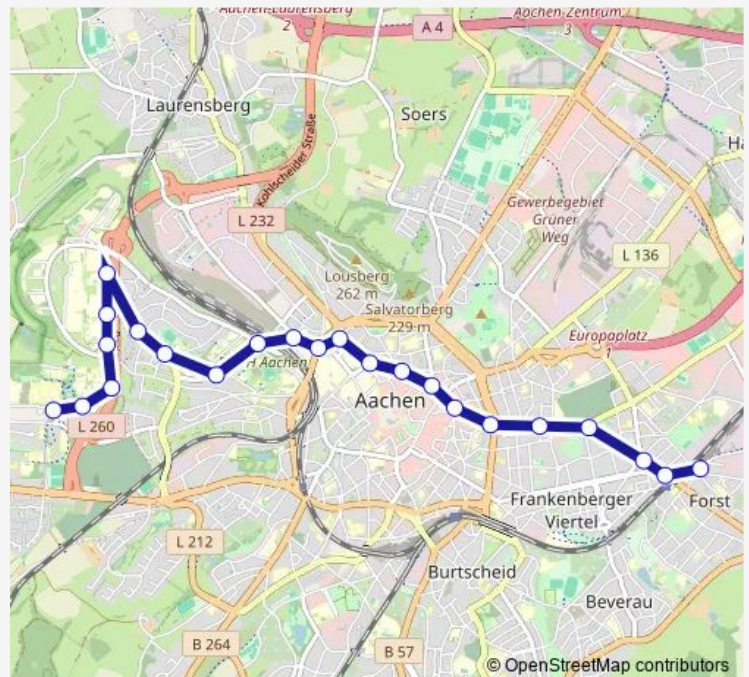 Aachen-Laurensberg
2
A 4
Aachen-Zentrum
3
Laurensberg
Soers
Kohlscheider Straße
L 232
Gewerbegebiet
Grüner
Weg
L 136
Lousberg
262 m
Salvatorberg
229 m
Europaplatz
1
H Aachen
Aachen
L 260
Frankenberger
Viertel
Forst
L 212
Burtscheid
Beverau
B 264
B 57
© OpenStreetMap contributors